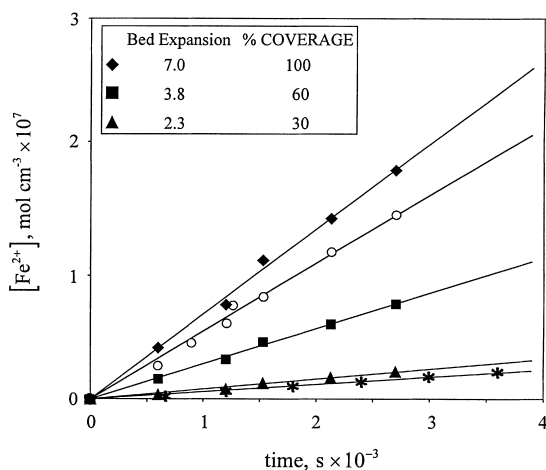 3
2
1
0
[Fe²⁺], mol cm⁻³ × 10⁷
Bed Expansion % COVERAGE
7.0 100
3.8 60
2.3 30
0 1 2 3 4
time, s × 10⁻³